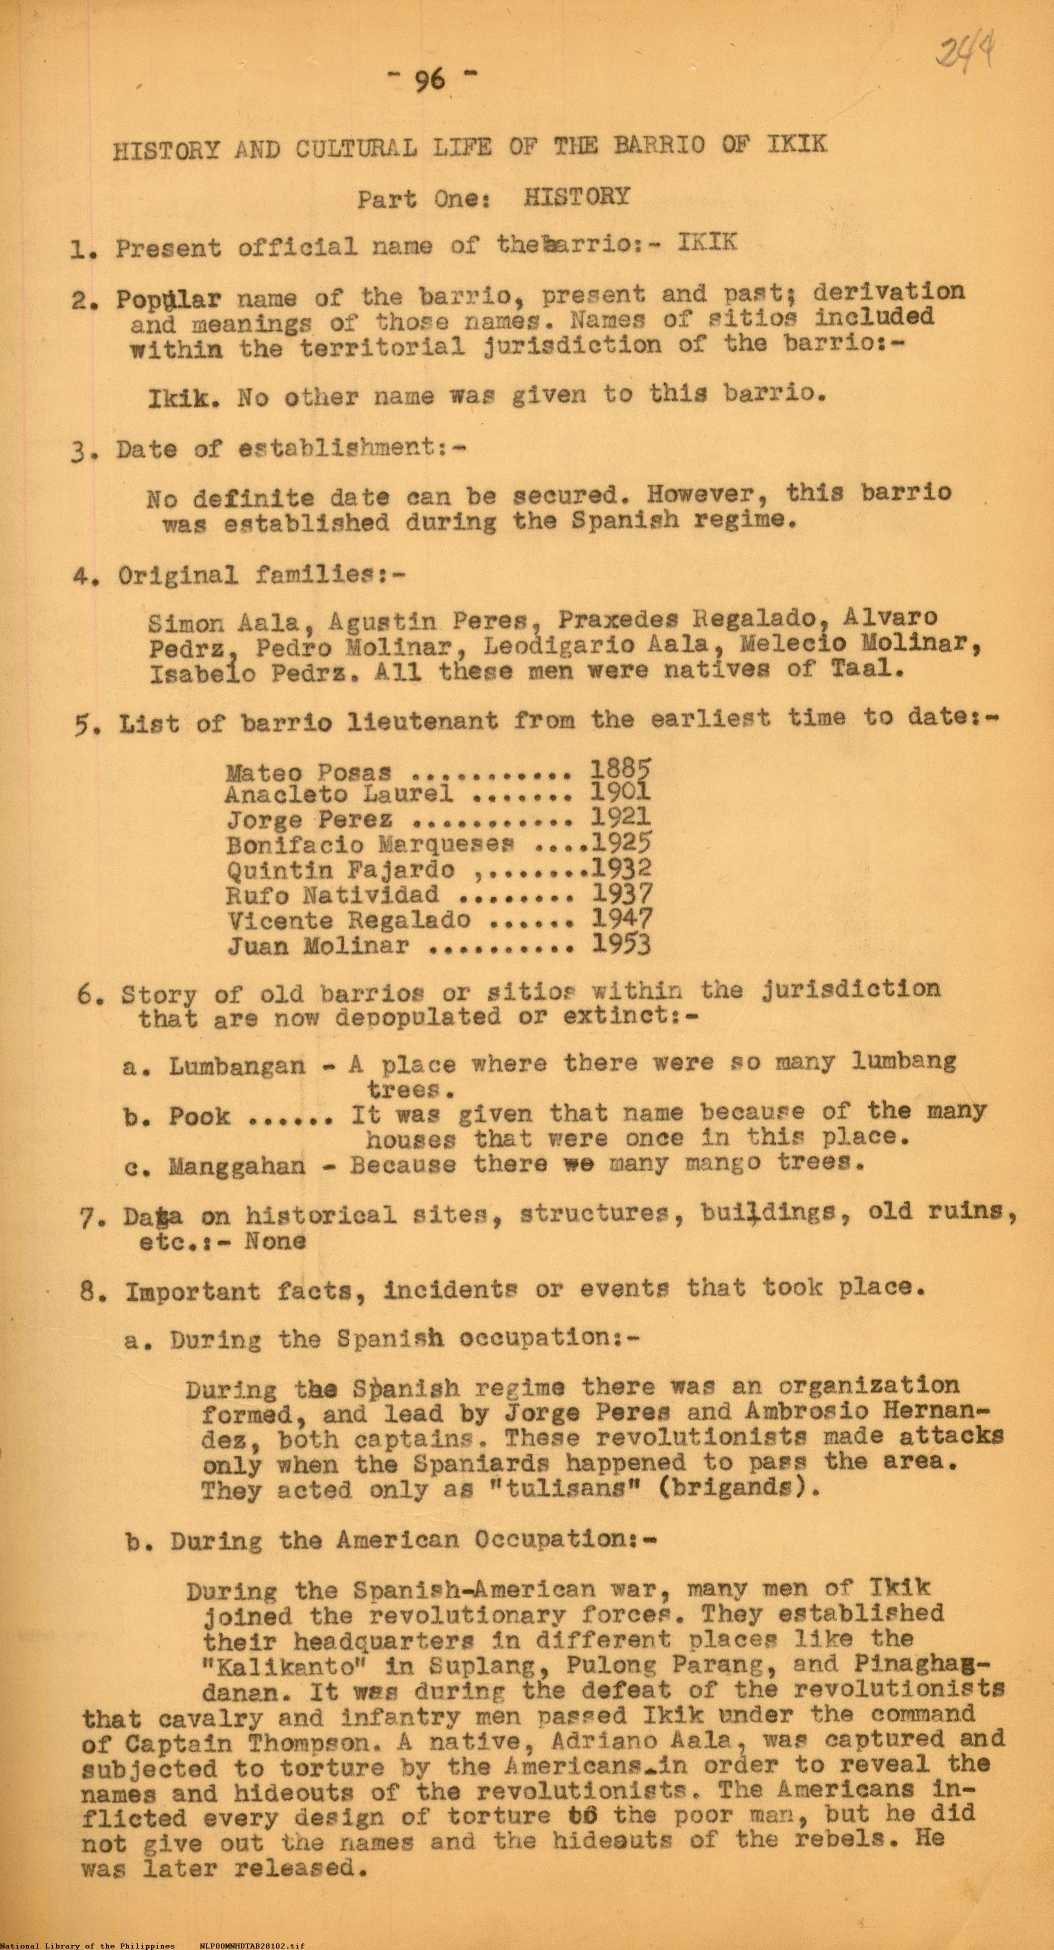 244
- 96 -
HISTORY AND CULTURAL LIFE OF THE BARRIO OF IKIK
Part One: HISTORY
1. Present official name of thebarrio:- IKIK
2. Popular name of the barrio, present and past; derivation
and meanings of those names. Names of sitios included
within the territorial jurisdiction of the barrio:-
Ikik. No other name was given to this barrio.
3. Date of establishment:-
No definite date can be secured. However, this barrio
was established during the Spanish regime.
4. Original families:-
Simon Aala, Agustin Peres, Praxedes Regalado, Alvaro
Pedrz, Pedro Molinar, Leodigario Aala, Melecio Molinar,
Isabelo Pedrz. All these men were natives of Taal.
5. List of barrio lieutenant from the earliest time to date:-
Mateo Posas ........... 1885
Anacleto Laurel ....... 1901
Jorge Perez ........... 1921
Bonifacio Marqueses ....1925
Quintin Fajardo ,.......1932
Rufo Natividad ........ 1937
Vicente Regalado ...... 1947
Juan Molinar .......... 1953
6. Story of old barrios or sitios within the jurisdiction
that are now depopulated or extinct:-
a. Lumbangan - A place where there were so many lumbang
trees.
b. Pook ...... It was given that name because of the many
houses that were once in this place.
c. Manggahan - Because there we many mango trees.
7. Data on historical sites, structures, buildings, old ruins,
etc.:- None
8. Important facts, incidents or events that took place.
a. During the Spanish occupation:-
During the Spanish regime there was an organization
formed, and lead by Jorge Peres and Ambrosio Hernan-
dez, both captains. These revolutionists made attacks
only when the Spaniards happened to pass the area.
They acted only as "tulisans" (brigands).
b. During the American Occupation:-
During the Spanish-American war, many men of Ikik
joined the revolutionary forces. They established
their headquarters in different places like the
"Kalikanto" in Suplang, Pulong Parang, and Pinaghag-
danan. It was during the defeat of the revolutionists
that cavalry and infantry men passed Ikik under the command
of Captain Thompson. A native, Adriano Aala, was captured and
subjected to torture by the Americans in order to reveal the
names and hideouts of the revolutionists. The Americans in-
flicted every design of torture to the poor man, but he did
not give out the names and the hideouts of the rebels. He
was later released.
National Library of the Philippines NLP00MNHDTAB28102.tif